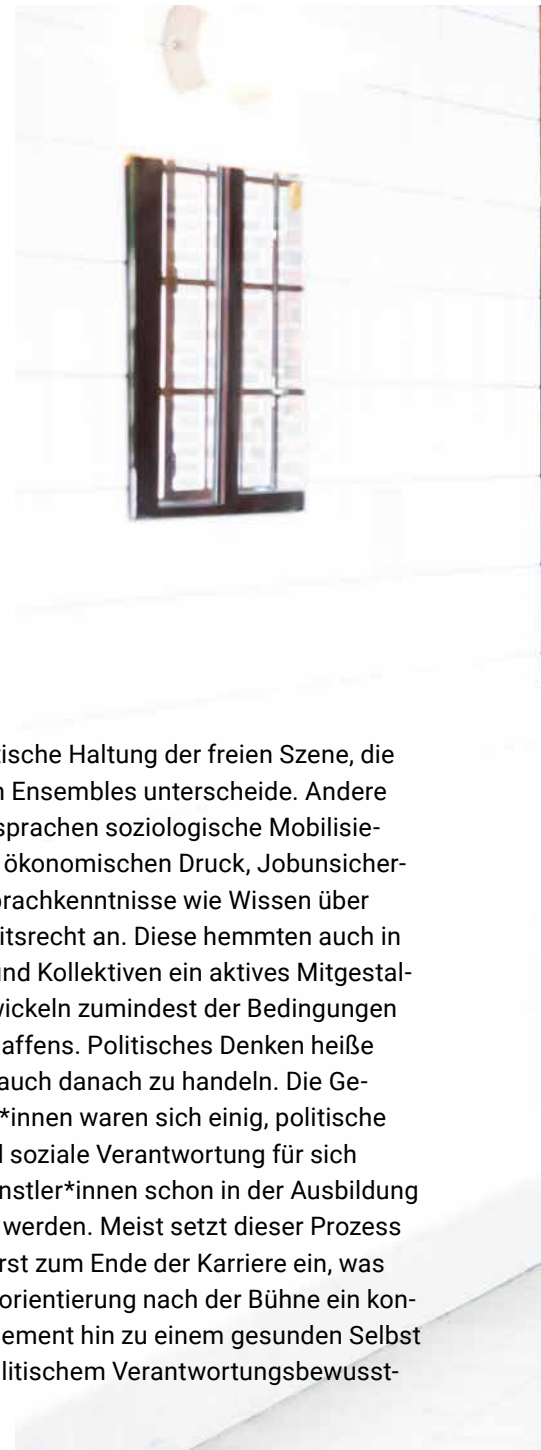 tische Haltung der freien Szene, die
n Ensembles unterscheide. Andere
sprachen soziologische Mobilisie-
ökonomischen Druck, Jobunsicher-
prachkenntnisse wie Wissen über
itsrecht an. Diese hemmten auch in
und Kollektiven ein aktives Mitgestal-
wickeln zumindest der Bedingungen
affens. Politisches Denken heiße
auch danach zu handeln. Die Ge-
*innen waren sich einig, politische
l soziale Verantwortung für sich
nstler*innen schon in der Ausbildung
werden. Meist setzt dieser Prozess
rst zum Ende der Karriere ein, was
orientierung nach der Bühne ein kon-
ement hin zu einem gesunden Selbst
litischem Verantwortungsbewusst-